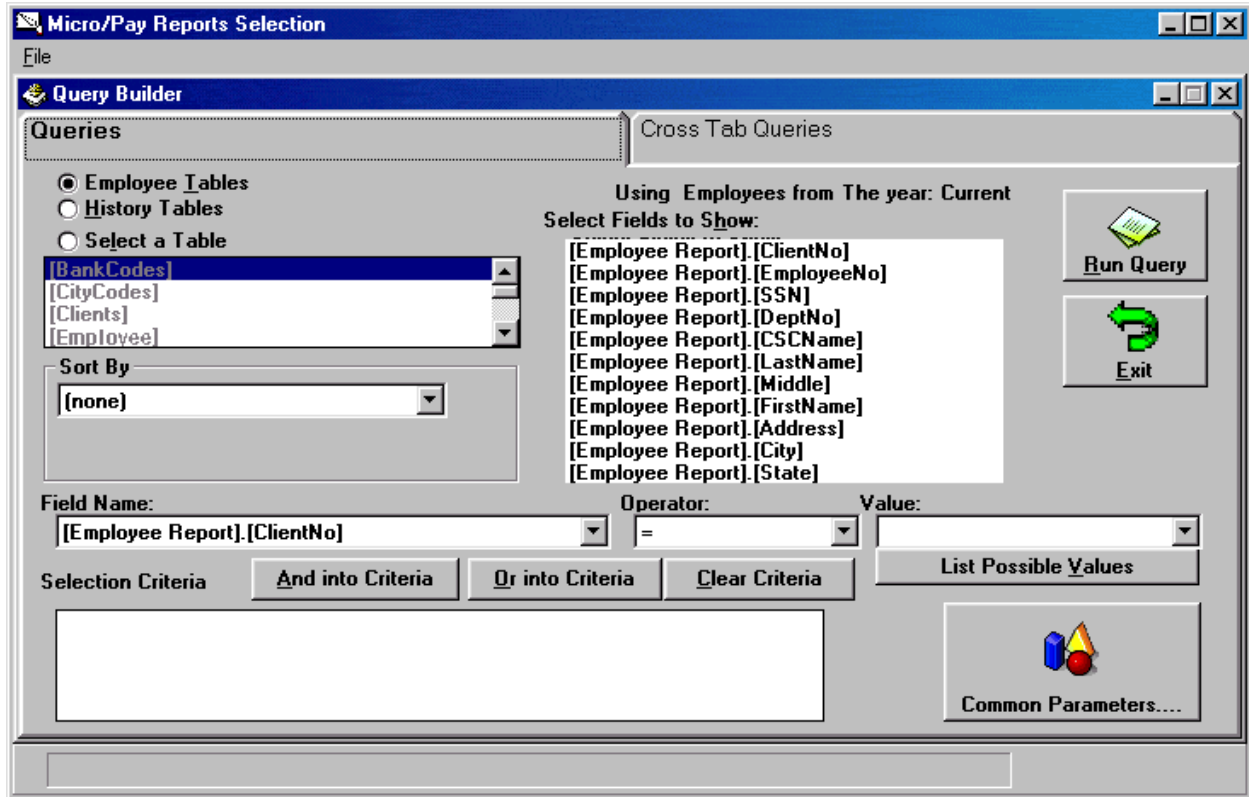 Micro/Pay Reports Selection
File
Query Builder
Queries
Cross Tab Queries
Employee Tables
History Tables
Select a Table
[BankCodes]
[CityCodes]
[Clients]
[Employee]
Sort By
(none)
Using Employees from The year: Current
Select Fields to Show:
[Employee Report].[ClientNo]
[Employee Report].[EmployeeNo]
[Employee Report].[SSN]
[Employee Report].[DeptNo]
[Employee Report].[CSCName]
[Employee Report].[LastName]
[Employee Report].[Middle]
[Employee Report].[FirstName]
[Employee Report].[Address]
[Employee Report].[City]
[Employee Report].[State]
Run Query
Exit
Field Name:
[Employee Report].[ClientNo]
Operator:
=
Value:
List Possible Values
Selection Criteria
And into Criteria
Or into Criteria
Clear Criteria
Common Parameters....